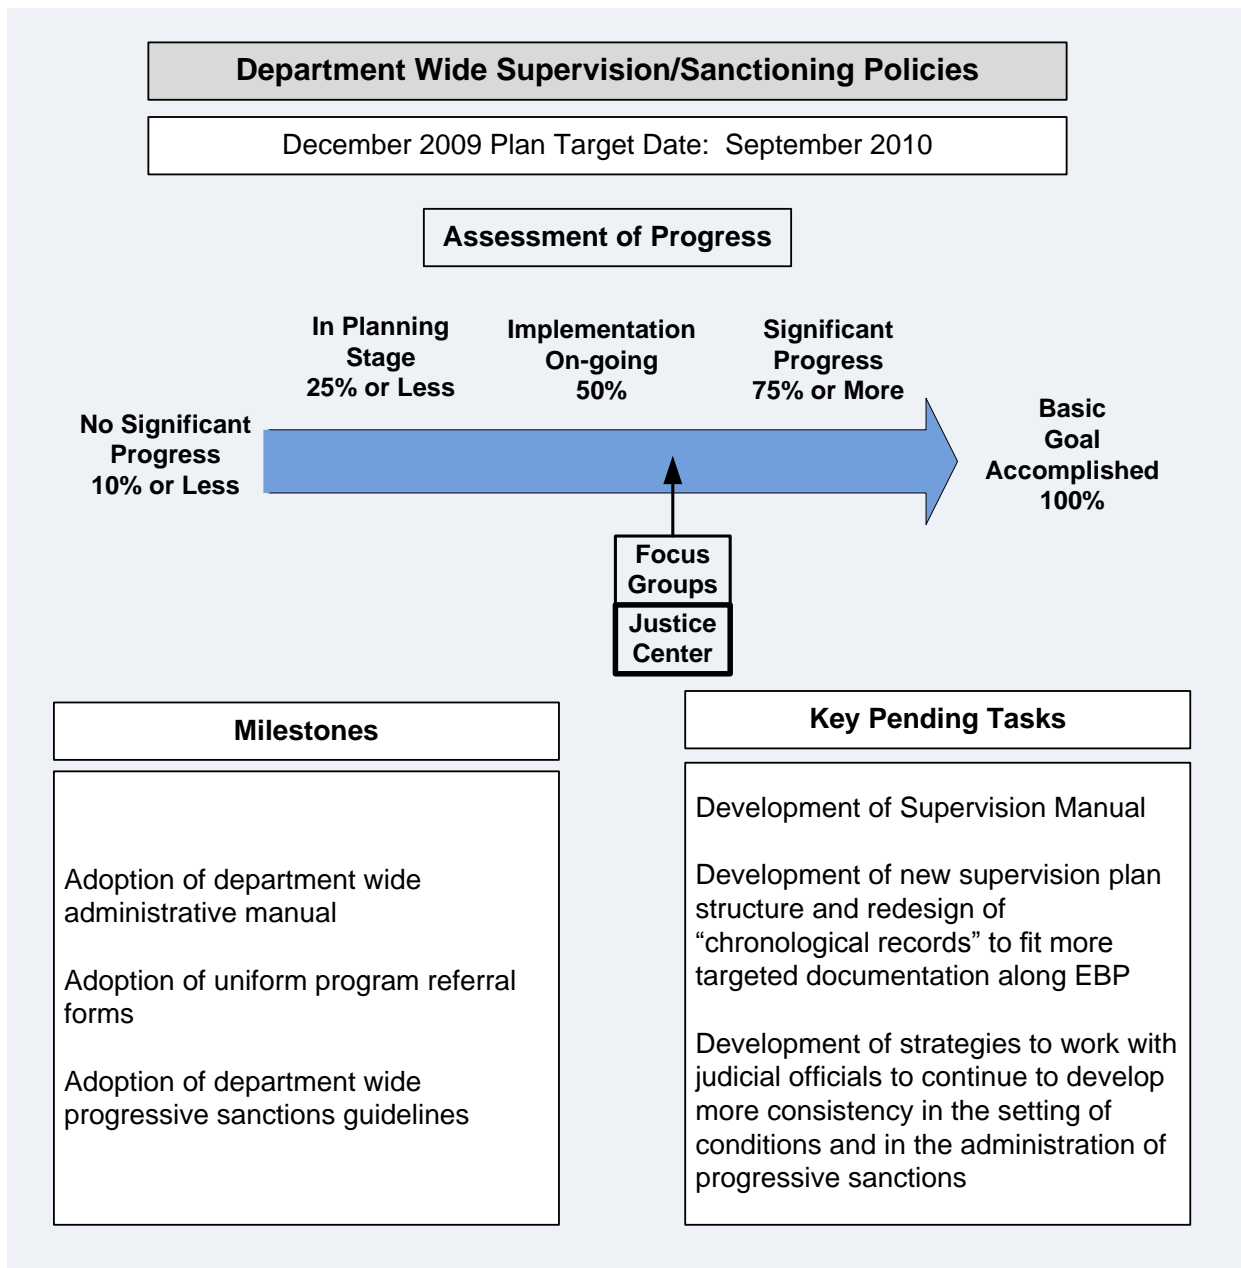 Department Wide Supervision/Sanctioning Policies
December 2009 Plan Target Date:  September 2010
Assessment of Progress
No Significant
Progress
10% or Less
In Planning
Stage
25% or Less
Implementation
On-going
50%
Significant
Progress
75% or More
Basic
Goal
Accomplished
100%
Focus
Groups
Justice
Center
Milestones
Adoption of department wide
administrative manual
Adoption of uniform program referral
forms
Adoption of department wide
progressive sanctions guidelines
Key Pending Tasks
Development of Supervision Manual
Development of new supervision plan
structure and redesign of
“chronological records” to fit more
targeted documentation along EBP
Development of strategies to work with
judicial officials to continue to develop
more consistency in the setting of
conditions and in the administration of
progressive sanctions